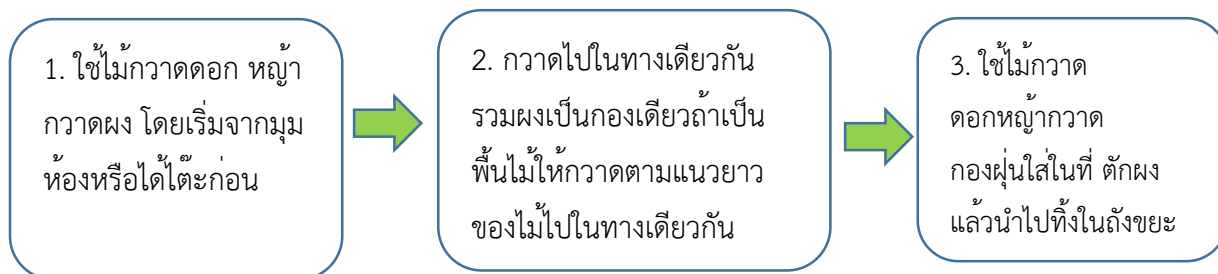 1. ใช้ไม้กวาดดอก หญ้า
กวาดผง โดยเริ่มจากมุม
ห้องหรือได้โต๊ะก่อน
2. กวาดไปในทางเดียวกัน
รวมผงเป็นกองเดียวถ้าเป็น
พื้นไม้ให้กวาดตามแนวยาว
ของไม้ไปในทางเดียวกัน
3. ใช้ไม้กวาด
ดอกหญ้ากวาด
กองฝุ่นใส่ในที่ ตักผง
แล้วนำไปทิ้งในถังขยะ